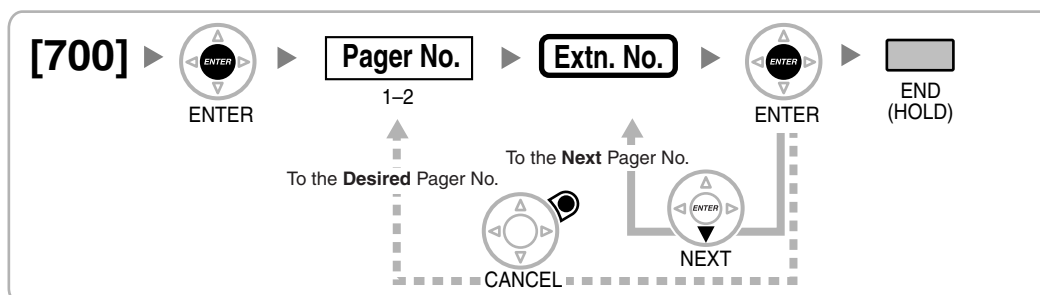 [700]
ENTER
ENTER
Pager No.
1–2
Extn. No.
ENTER
ENTER
END
(HOLD)
To the Next Pager No.
To the Desired Pager No.
ENTER
NEXT
CANCEL